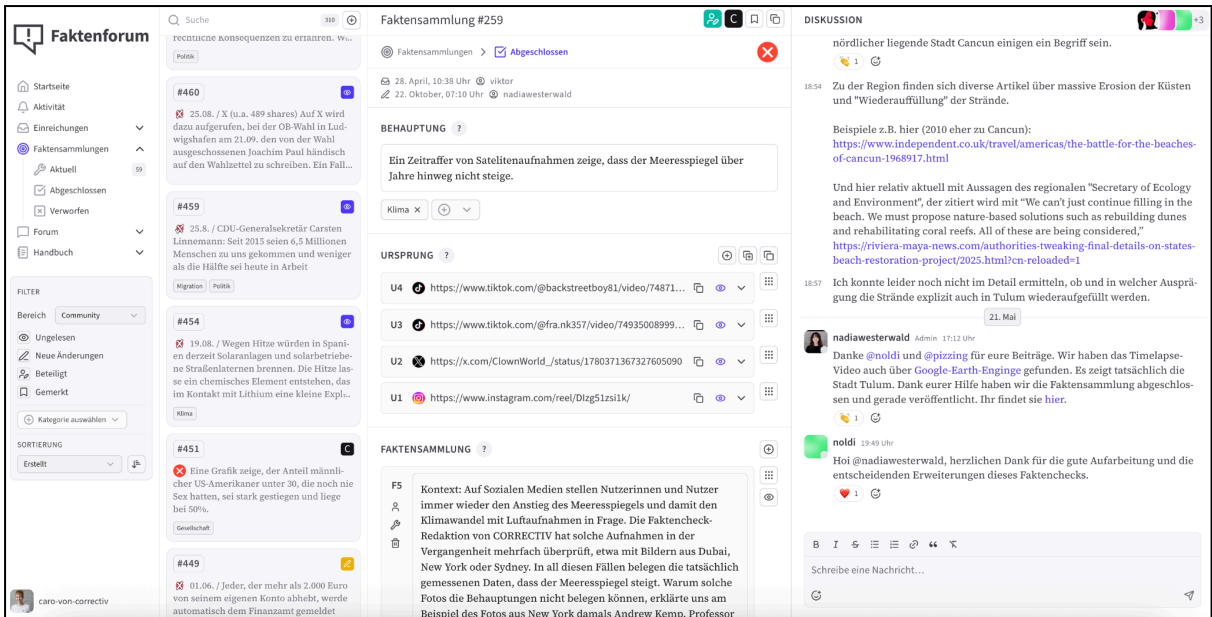 Faktenforum
Startseite
Aktivität
Einreichungen
Faktensammlungen
Aktuell 59
Abgeschlossen
Verworfen
Forum
Handbuch
FILTER
Bereich Community
Ungelesen
Neue Änderungen
Beteiligt
Gemerkt
Kategorie auswählen
SORTIERUNG
Erstellt
caro-von-correctiv
Suche 310
rechtliche Konsequenzen zu erfahren. W…
Politik
#460
25.08. / X (u.a. 489 shares) Auf X wird
dazu aufgerufen, bei der OB-Wahl in Lud-
wigshafen am 21.09. den von der Wahl
ausgeschossenen Joachim Paul händisch
auf den Wahlzettel zu schreiben. Ein Fall…
#459
25.8. / CDU-Generalsekretär Carsten
Linnemann: Seit 2015 seien 6,5 Millionen
Menschen zu uns gekommen und weniger
als die Hälfte sei heute in Arbeit
Migration Politik
#454
19.08. / Wegen Hitze würden in Spani-
en derzeit Solaranlagen und solarbetriebe-
ne Straßenlaternen brennen. Die Hitze las-
se ein chemisches Element entstehen, das
im Kontakt mit Lithium eine kleine Expl…
Klima
#451 C
Eine Grafik zeige, der Anteil männli-
cher US-Amerikaner unter 30, die noch nie
Sex hatten, sei stark gestiegen und liege
bei 50%.
Gesellschaft
#449
01.06. / Jeder, der mehr als 2.000 Euro
von seinem eigenen Konto abhebt, werde
automatisch dem Finanzamt gemeldet
Faktensammlung #259 C
Faktensammlungen > Abgeschlossen
28. April, 10:38 Uhr viktor
22. Oktober, 07:10 Uhr nadiawesterwald
BEHAUPTUNG ?
Ein Zeitraffer von Satelitenaufnahmen zeige, dass der Meeresspiegel über
Jahre hinweg nicht steige.
Klima ×
URSPRUNG ?
U4 https://www.tiktok.com/@backstreetboy81/video/74871...
U3 https://www.tiktok.com/@fra.nk357/video/74935008999...
U2 https://x.com/ClownWorld_/status/1780371367327605090
U1 https://www.instagram.com/reel/DIzg51zsi1k/
FAKTENSAMMLUNG ?
F5
Kontext: Auf Sozialen Medien stellen Nutzerinnen und Nutzer
immer wieder den Anstieg des Meeresspiegels und damit den
Klimawandel mit Luftaufnahmen in Frage. Die Faktencheck-
Redaktion von CORRECTIV hat solche Aufnahmen in der
Vergangenheit mehrfach überprüft, etwa mit Bildern aus Dubai,
New York oder Sydney. In all diesen Fällen belegen die tatsächlich
gemessenen Daten, dass der Meeresspiegel steigt. Warum solche
Fotos die Behauptungen nicht belegen können, erklärte uns am
Beispiel des Fotos aus New York damals Andrew Kemp, Professor
DISKUSSION +3
nördlicher liegende Stadt Cancun einigen ein Begriff sein.
1
18:54 Zu der Region finden sich diverse Artikel über massive Erosion der Küsten
und "Wiederauffüllung" der Strände.
Beispiele z.B. hier (2010 eher zu Cancun):
https://www.independent.co.uk/travel/americas/the-battle-for-the-beaches-
of-cancun-1968917.html
Und hier relativ aktuell mit Aussagen des regionalen "Secretary of Ecology
and Environment", der zitiert wird mit “We can’t just continue filling in the
beach. We must propose nature-based solutions such as rebuilding dunes
and rehabilitating coral reefs. All of these are being considered,”
https://riviera-maya-news.com/authorities-tweaking-final-details-on-states-
beach-restoration-project/2025.html?cn-reloaded=1
18:57 Ich konnte leider noch nicht im Detail ermitteln, ob und in welcher Ausprä-
gung die Strände explizit auch in Tulum wiederaufgefüllt werden.
21. Mai
nadiawesterwald Admin 17:12 Uhr
Danke @noldi und @pizzing für eure Beiträge. Wir haben das Timelapse-
Video auch über Google-Earth-Enginge gefunden. Es zeigt tatsächlich die
Stadt Tulum. Dank eurer Hilfe haben wir die Faktensammlung abgeschlos-
sen und gerade veröffentlicht. Ihr findet sie hier.
1
noldi 19:49 Uhr
Hoi @nadiawesterwald, herzlichen Dank für die gute Aufarbeitung und die
entscheidenden Erweiterungen dieses Faktenchecks.
1
B I S
Schreibe eine Nachricht…